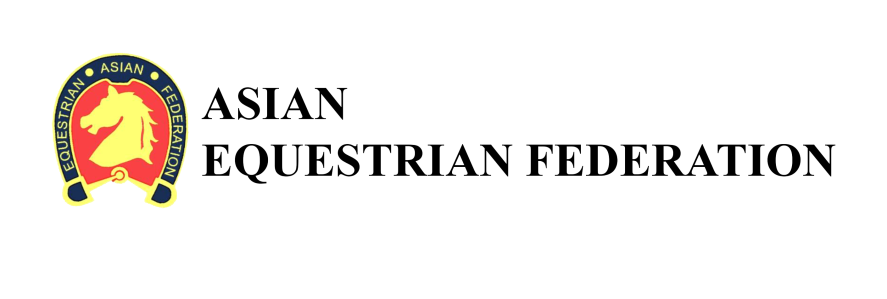 EQUESTRIAN • ASIAN • FEDERATION
ASIAN
EQUESTRIAN FEDERATION